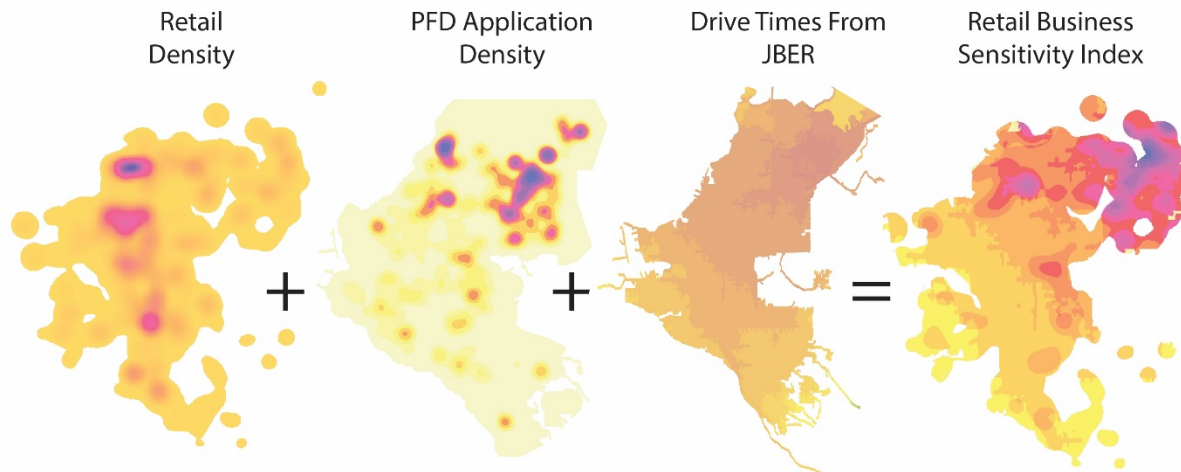 Retail
Density
PFD Application
Density
Drive Times From
JBER
Retail Business
Sensitivity Index
+
+
=